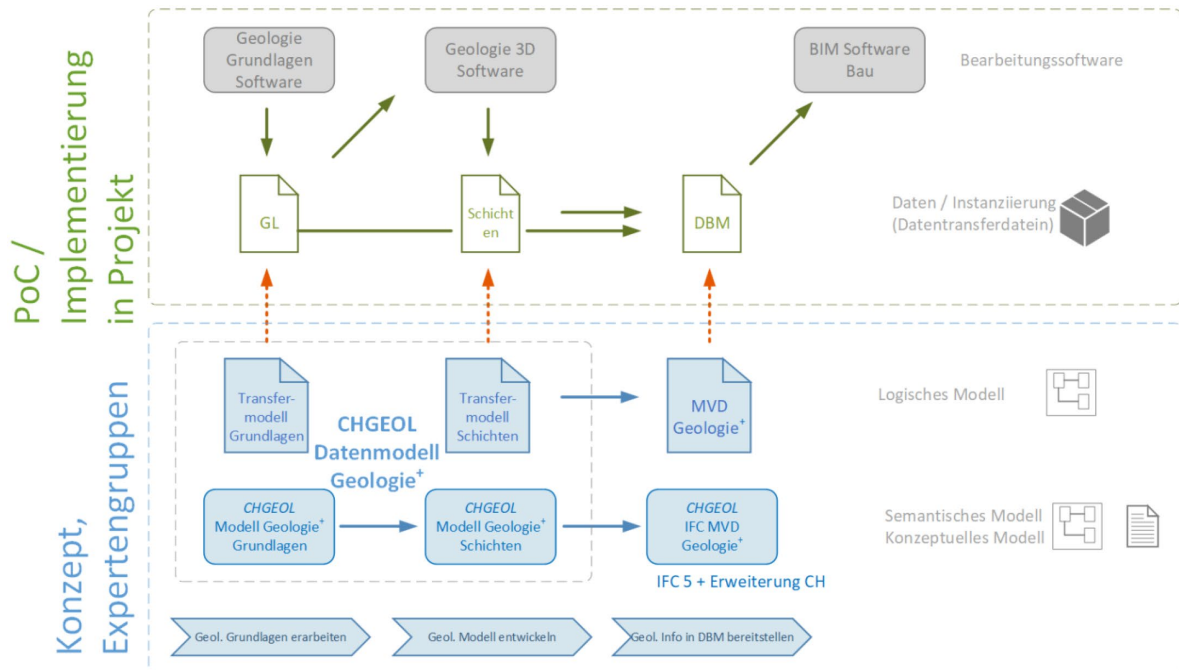 PoC /
Implementierung
in Projekt
Geologie
Grundlagen
Software
Geologie 3D
Software
BIM Software
Bau
Bearbeitungssoftware
GL
Schicht
en
DBM
Daten / Instanziierung
(Datentransferdatein)
Konzept,
Expertengruppen
Transfer-
modell
Grundlagen
CHGEOL
Datenmodell
Geologie⁺
Transfer-
modell
Schichten
MVD
Geologie⁺
Logisches Modell
CHGEOL
Modell Geologie⁺
Grundlagen
CHGEOL
Modell Geologie⁺
Schichten
CHGEOL
IFC MVD
Geologie⁺
Semantisches Modell
Konzeptuelles Modell
IFC 5 + Erweiterung CH
Geol. Grundlagen erarbeiten
Geol. Modell entwickeln
Geol. Info in DBM bereitstellen